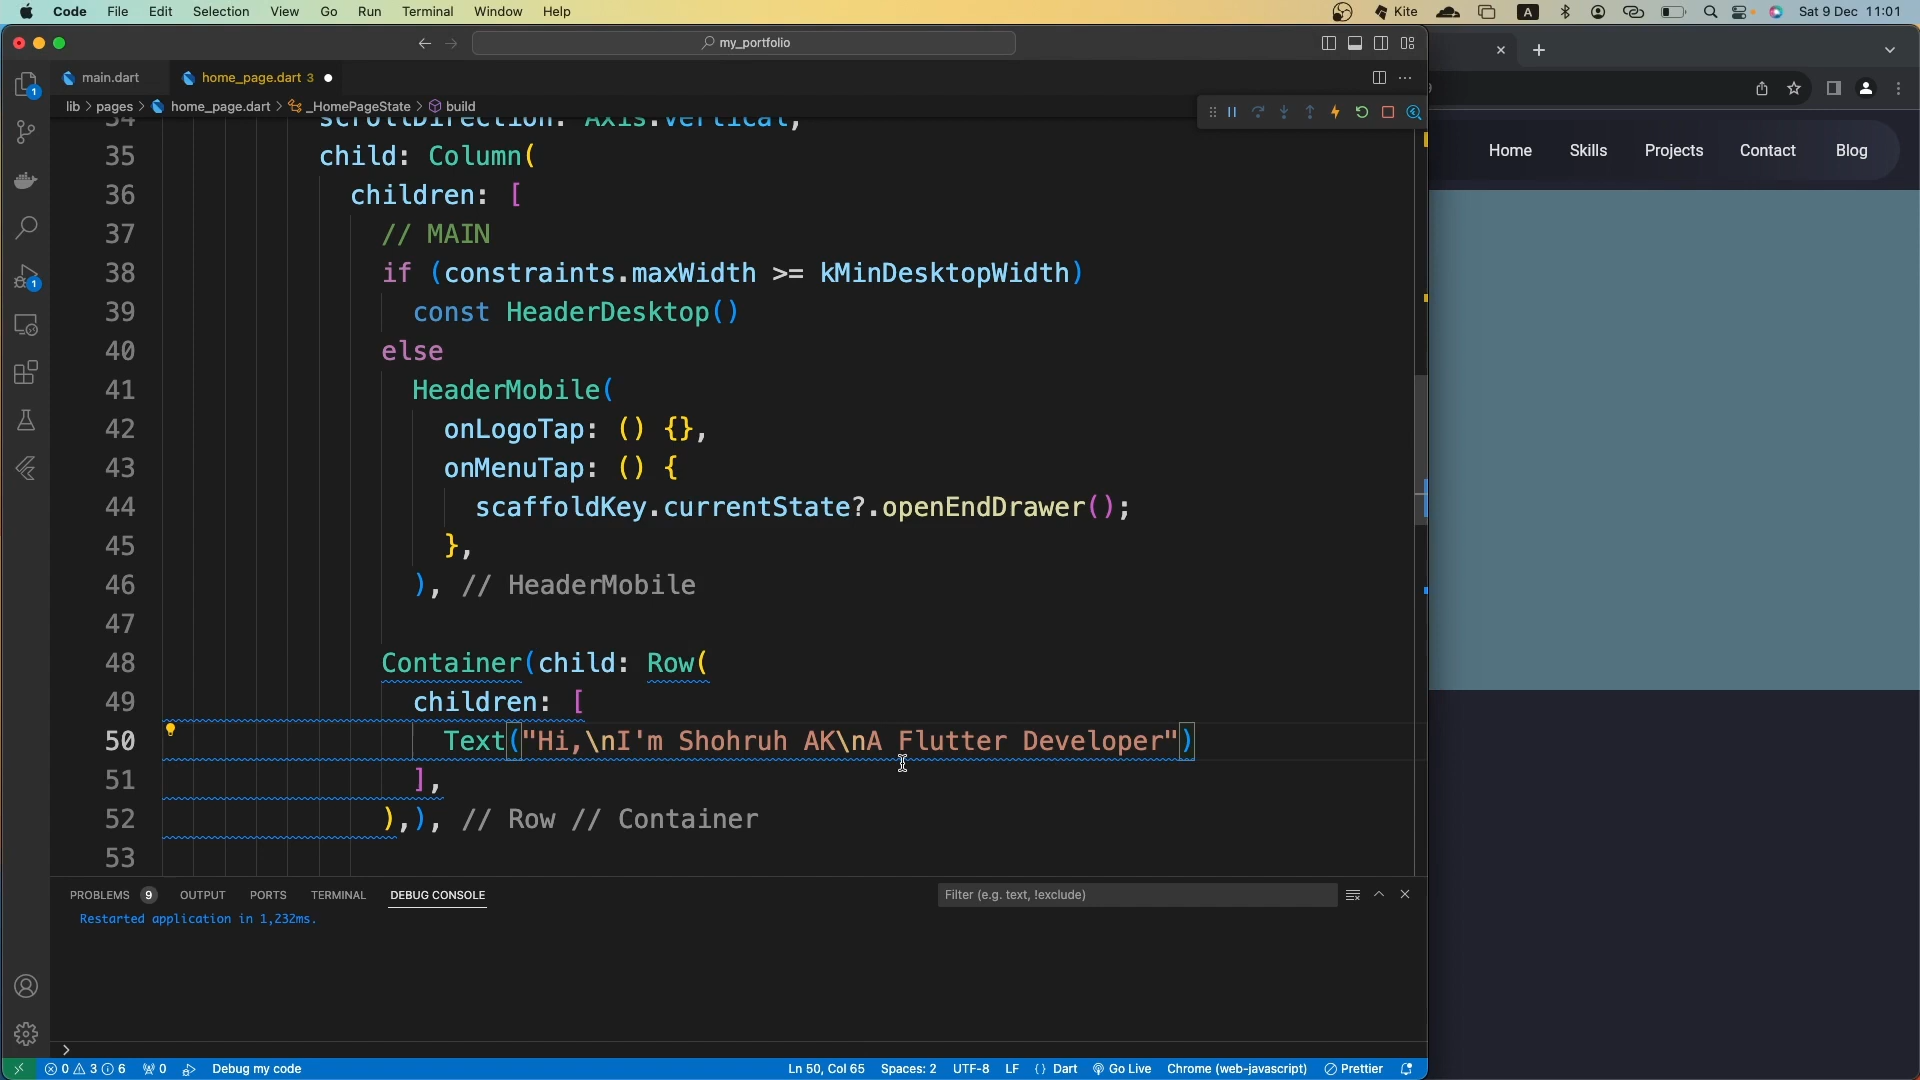 Code File Edit Selection View Go Run Terminal Window Help Kite A Sat 9 Dec 11:01
my_portfolio
main.dart home_page.dart 3
lib > pages > home_page.dart > _HomePageState > build
34 scrollDirection: Axis.vertical,
35 child: Column(
36 children: [
37 // MAIN
38 if (constraints.maxWidth >= kMinDesktopWidth)
39 const HeaderDesktop()
40 else
41 HeaderMobile(
42 onLogoTap: () {},
43 onMenuTap: () {
44 scaffoldKey.currentState?.openEndDrawer();
45 },
46 ), // HeaderMobile
47
48 Container(child: Row(
49 children: [
50 Text("Hi,\nI'm Shohruh AK\nA Flutter Developer")
51 ],
52 ),), // Row // Container
53
Home Skills Projects Contact Blog
1
1
PROBLEMS 9 OUTPUT PORTS TERMINAL DEBUG CONSOLE Filter (e.g. text, !exclude)
Restarted application in 1,232ms.
>
0 3 6 0 Debug my code Ln 50, Col 65 Spaces: 2 UTF-8 LF {} Dart Go Live Chrome (web-javascript) Prettier